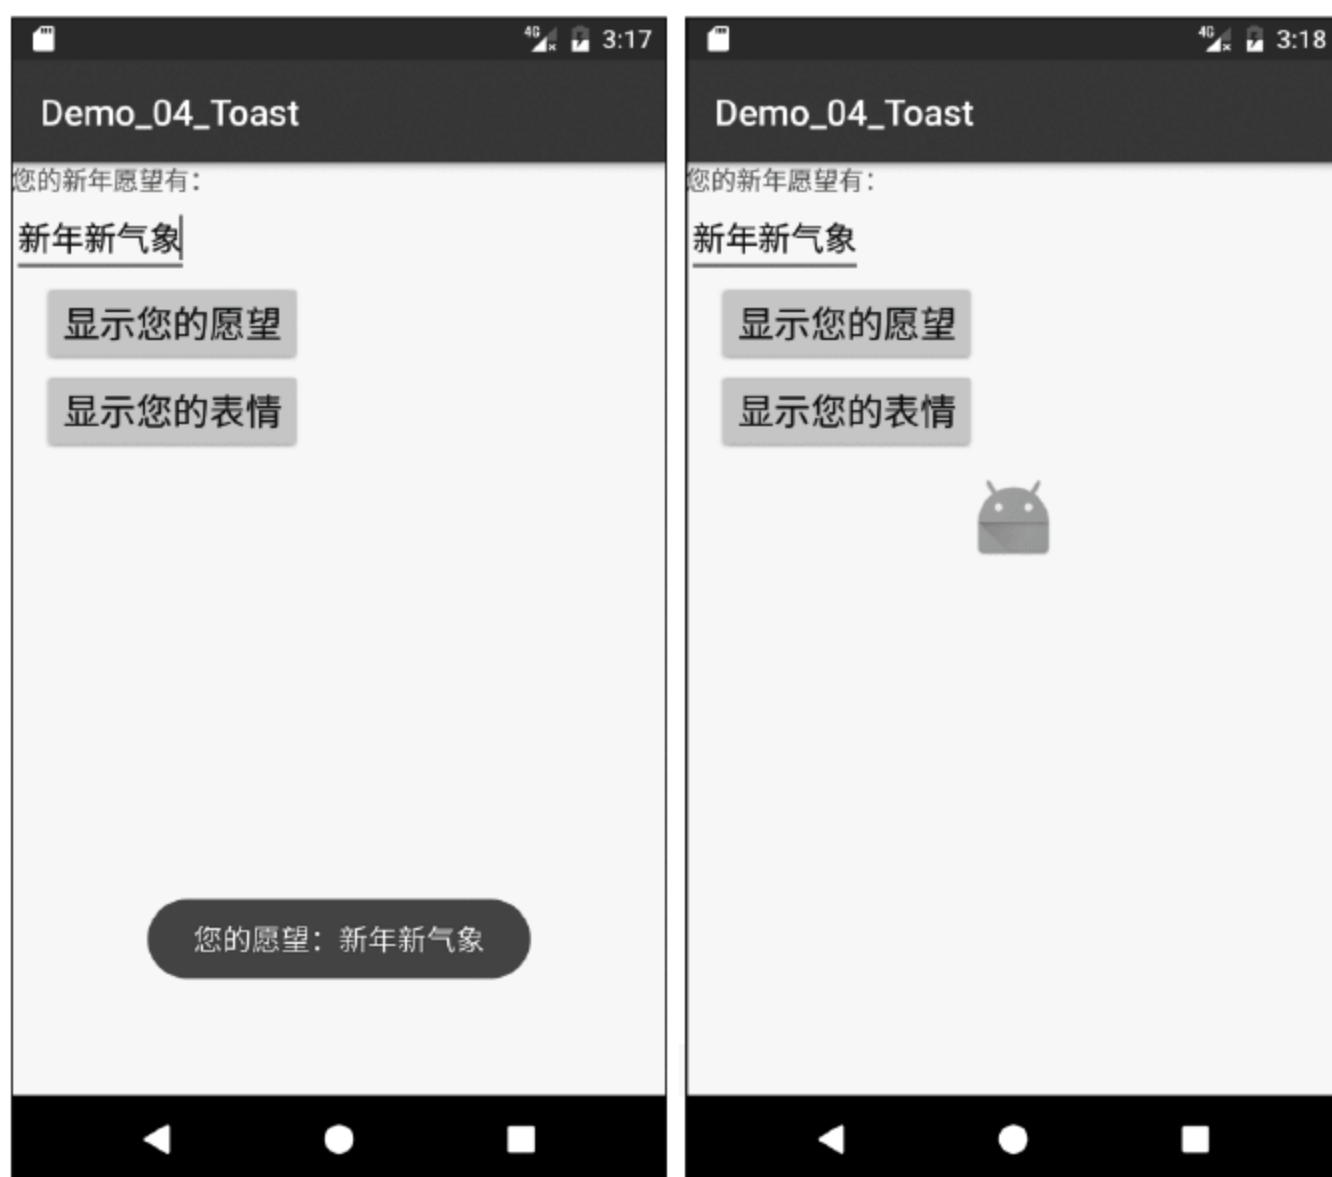 4G 3:17
Demo_04_Toast
您的新年愿望有：
新年新气象
显示您的愿望
显示您的表情
您的愿望：新年新气象
4G 3:18
Demo_04_Toast
您的新年愿望有：
新年新气象
显示您的愿望
显示您的表情